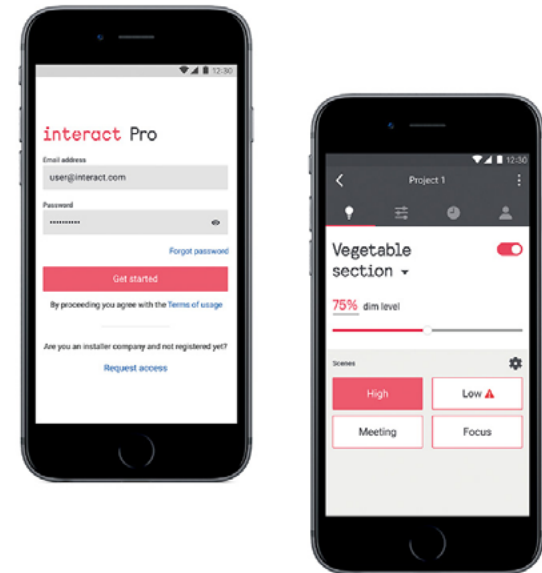 12:30
interact Pro
Email address
user@interact.com
Password
Forgot password
Get started
By proceeding you agree with the Terms of usage
Are you an installer company and not registered yet?
Request access
12:30
Project 1
Vegetable
section
75% dim level
Scenes
High
Low
Meeting
Focus